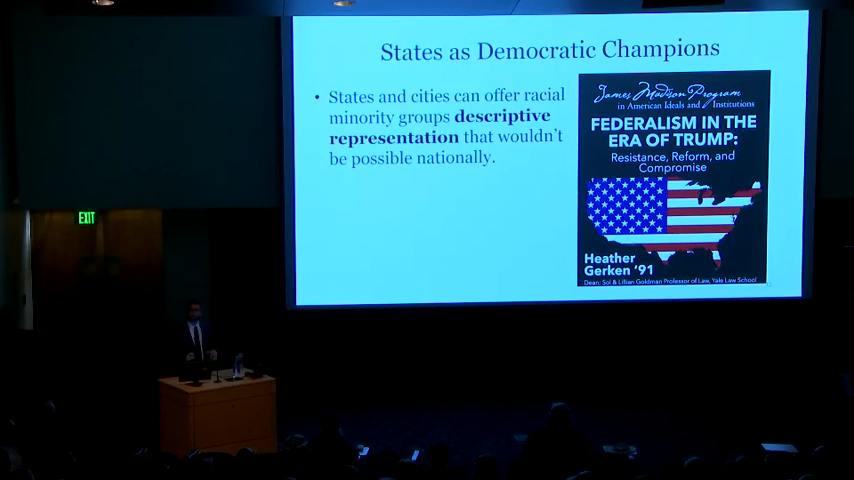 States as Democratic Champions
• States and cities can offer racial
minority groups descriptive
representation that wouldn't
be possible nationally.
James Madison Program
in American Ideals and Institutions
FEDERALISM IN THE
ERA OF TRUMP:
Resistance, Reform, and
Compromise
Heather
Gerken '91
Dean; Sol & Lillian Goldman Professor of Law, Yale Law School
EXIT